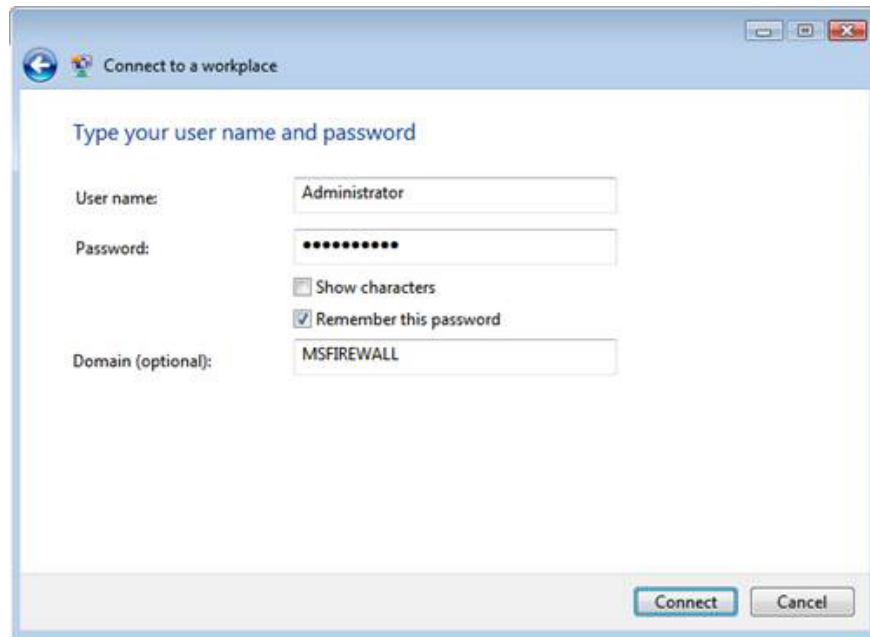 Connect to a workplace
Type your user name and password
User name:
Administrator
Password:
••••••••••
Show characters
Remember this password
Domain (optional):
MSFIREWALL
Connect
Cancel